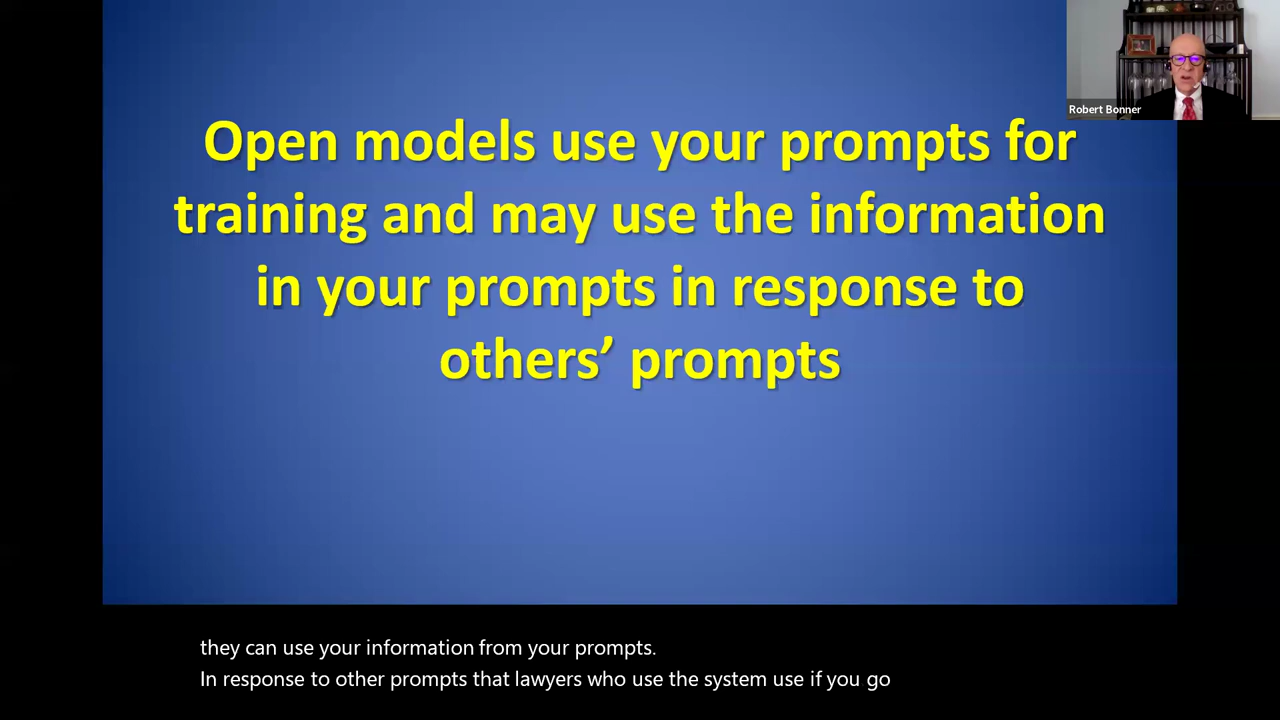 Robert Bonner
Open models use your prompts for
training and may use the information
in your prompts in response to
others’ prompts
they can use your information from your prompts.
In response to other prompts that lawyers who use the system use if you go